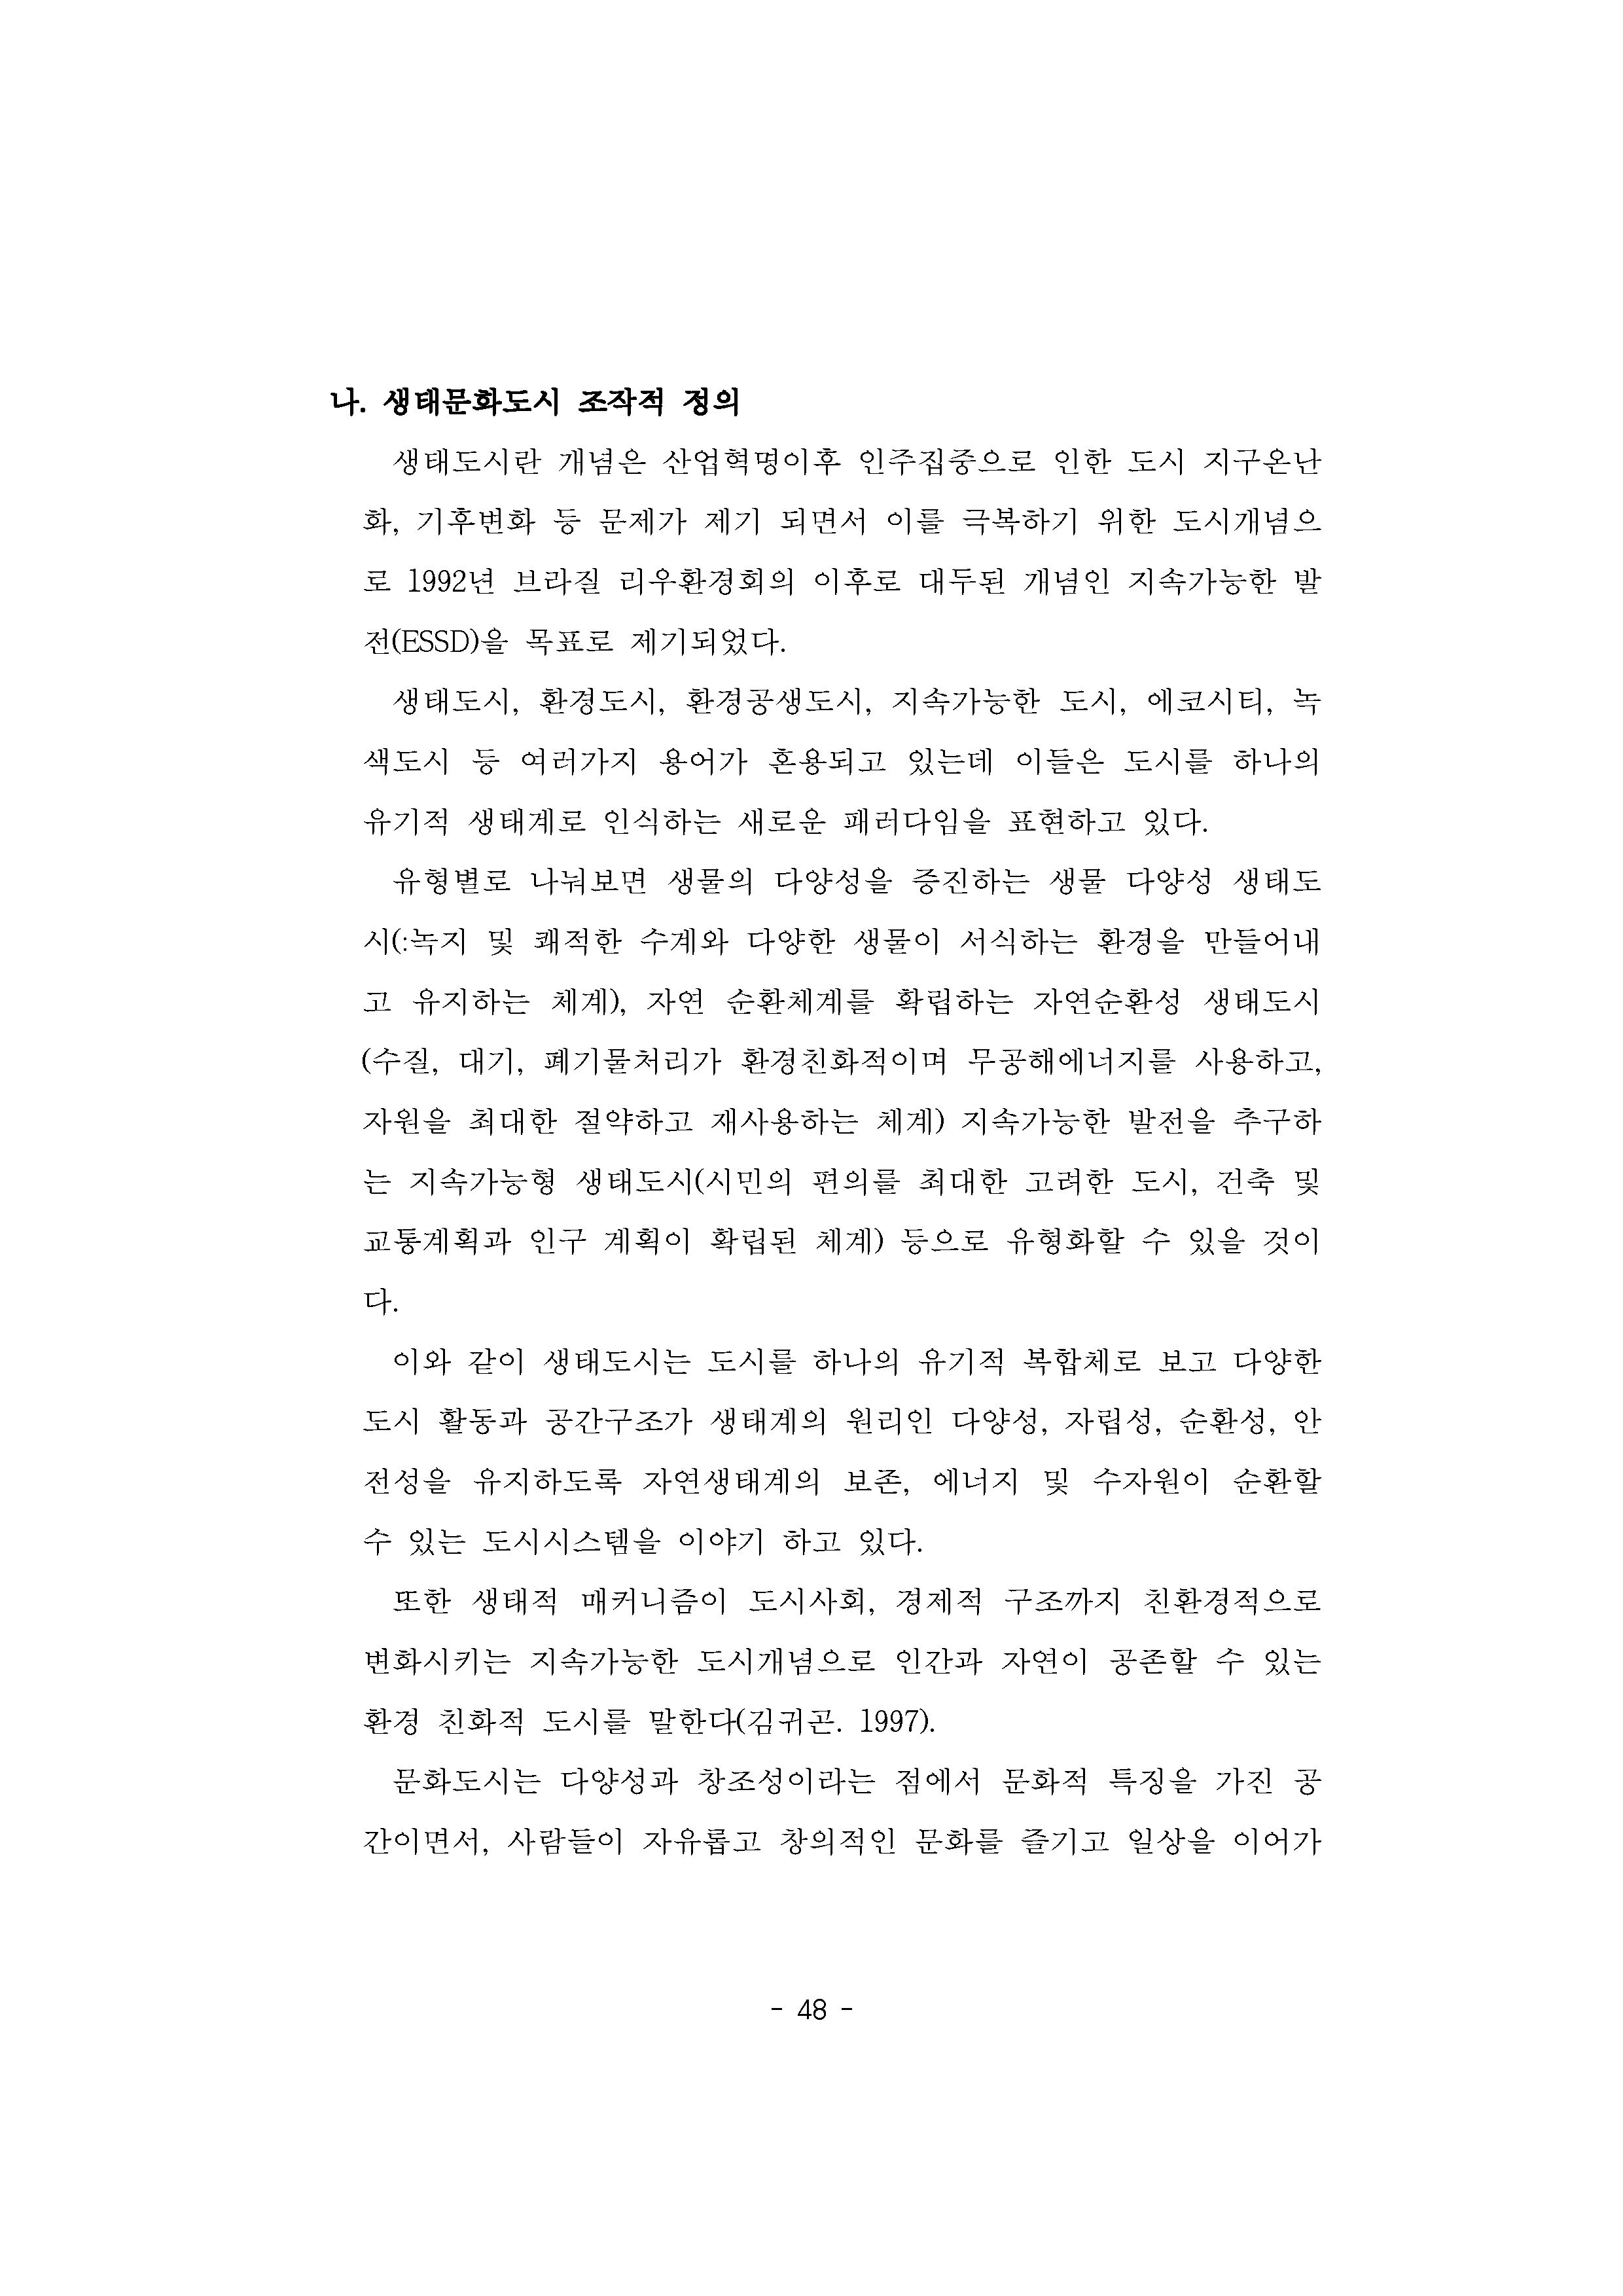 나. 생태문화도시 조작적 정의
생태도시란 개념은 산업혁명이후 인주집중으로 인한 도시 지구온난
화, 기후변화 등 문제가 제기 되면서 이를 극복하기 위한 도시개념으
로 1992년 브라질 리우환경회의 이후로 대두된 개념인 지속가능한 발
전(ESSD)을 목표로 제기되었다.
생태도시, 환경도시, 환경공생도시, 지속가능한 도시, 에코시티, 녹
색도시 등 여러가지 용어가 혼용되고 있는데 이들은 도시를 하나의
유기적 생태계로 인식하는 새로운 패러다임을 표현하고 있다.
유형별로 나눠보면 생물의 다양성을 증진하는 생물 다양성 생태도
시(:녹지 및 쾌적한 수계와 다양한 생물이 서식하는 환경을 만들어내
고 유지하는 체계), 자연 순환체계를 확립하는 자연순환성 생태도시
(수질, 대기, 폐기물처리가 환경친화적이며 무공해에너지를 사용하고,
자원을 최대한 절약하고 재사용하는 체계) 지속가능한 발전을 추구하
는 지속가능형 생태도시(시민의 편의를 최대한 고려한 도시, 건축 및
교통계획과 인구 계획이 확립된 체계) 등으로 유형화할 수 있을 것이
다.
이와 같이 생태도시는 도시를 하나의 유기적 복합체로 보고 다양한
도시 활동과 공간구조가 생태계의 원리인 다양성, 자립성, 순환성, 안
전성을 유지하도록 자연생태계의 보존, 에너지 및 수자원이 순환할
수 있는 도시시스템을 이야기 하고 있다.
또한 생태적 매커니즘이 도시사회, 경제적 구조까지 친환경적으로
변화시키는 지속가능한 도시개념으로 인간과 자연이 공존할 수 있는
환경 친화적 도시를 말한다(김귀곤. 1997).
문화도시는 다양성과 창조성이라는 점에서 문화적 특징을 가진 공
간이면서, 사람들이 자유롭고 창의적인 문화를 즐기고 일상을 이어가
- 48 -